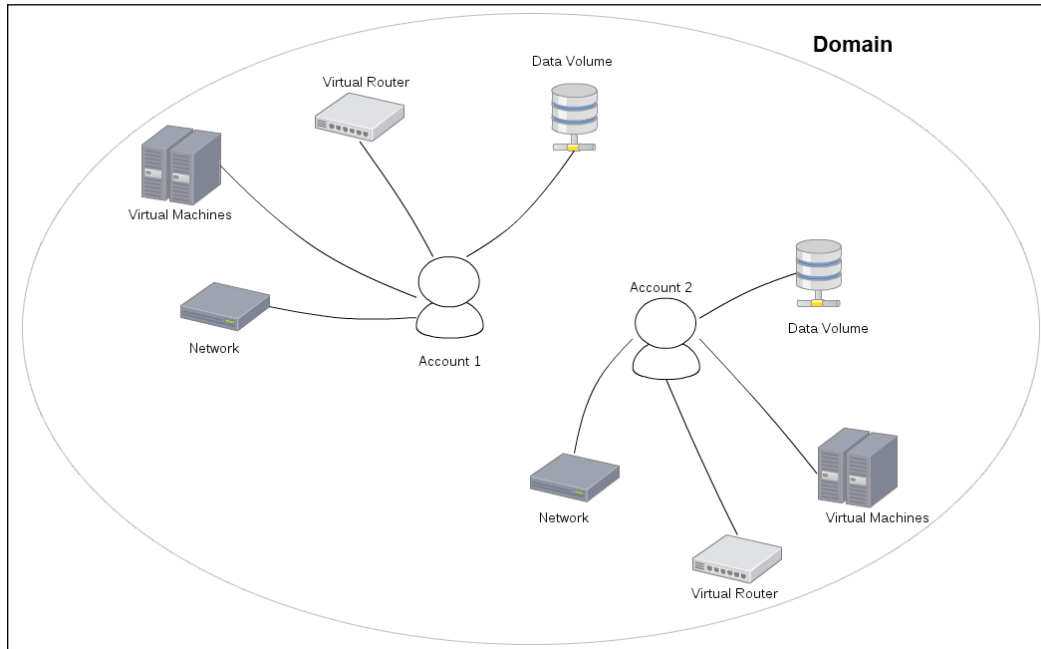 Domain
Data Volume
Virtual Router
Virtual Machines
Network
Account 1
Account 2
Data Volume
Network
Virtual Machines
Virtual Router